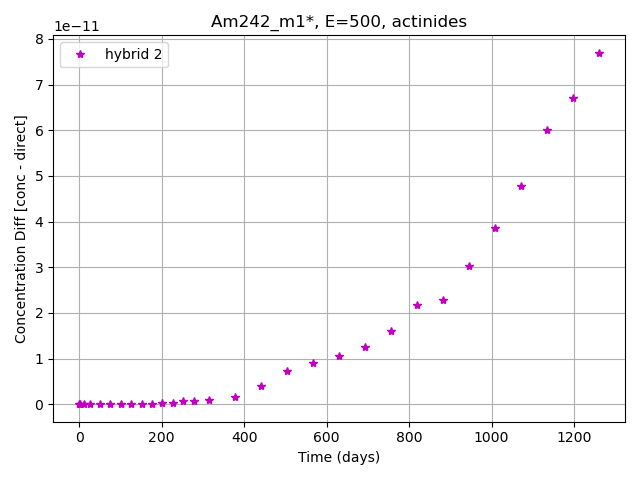 Am242_m1*, E=500, actinides
1e−11
hybrid 2
8
7
6
5
4
3
2
1
0
Concentration Diff [conc - direct]
0 200 400 600 800 1000 1200
Time (days)